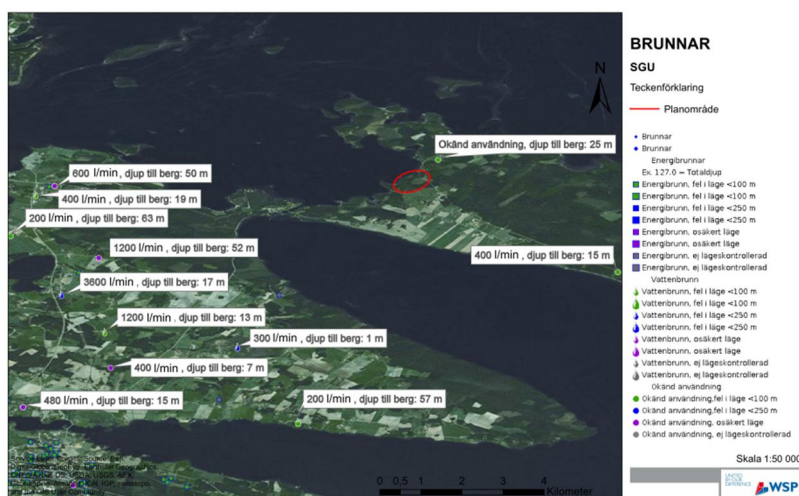 Okänd användning, djup till berg: 25 m
600 l/min , djup till berg: 50 m
400 l/min , djup till berg: 19 m
200 l/min , djup till berg: 63 m
1200 l/min , djup till berg: 52 m
400 l/min , djup till berg: 15 m
3600 l/min , djup till berg: 17 m
1200 l/min , djup till berg: 13 m
300 l/min , djup till berg: 1 m
400 l/min , djup till berg: 7 m
480 l/min , djup till berg: 15 m
200 l/min , djup till berg: 57 m
N
0 0,5 1 2 3 4
Kilometer
BRUNNAR
SGU
Teckenförklaring
Planområde
Brunnar
Brunnar
Energibrunnar
Ex. 127.0 = Totaldjup
Energibrunn, fel i läge <100 m
Energibrunn, fel i läge <100 m
Energibrunn, fel i läge <250 m
Energibrunn, fel i läge <250 m
Energibrunn, osäkert läge
Energibrunn, osäkert läge
Energibrunn, ej lägeskontrollerad
Energibrunn, ej lägeskontrollerad
Vattenbrunn
Vattenbrunn, fel i läge <100 m
Vattenbrunn, fel i läge <100 m
Vattenbrunn, fel i läge <250 m
Vattenbrunn, fel i läge <250 m
Vattenbrunn, osäkert läge
Vattenbrunn, osäkert läge
Vattenbrunn, ej lägeskontrollerad
Vattenbrunn, ej lägeskontrollerad
Okänd användning
Okänd användning,fel i läge <100 m
Okänd användning,fel i läge <250 m
Okänd användning, osäkert läge
Okänd användning, ej lägeskontrollerad
Skala 1:50 000
WSP